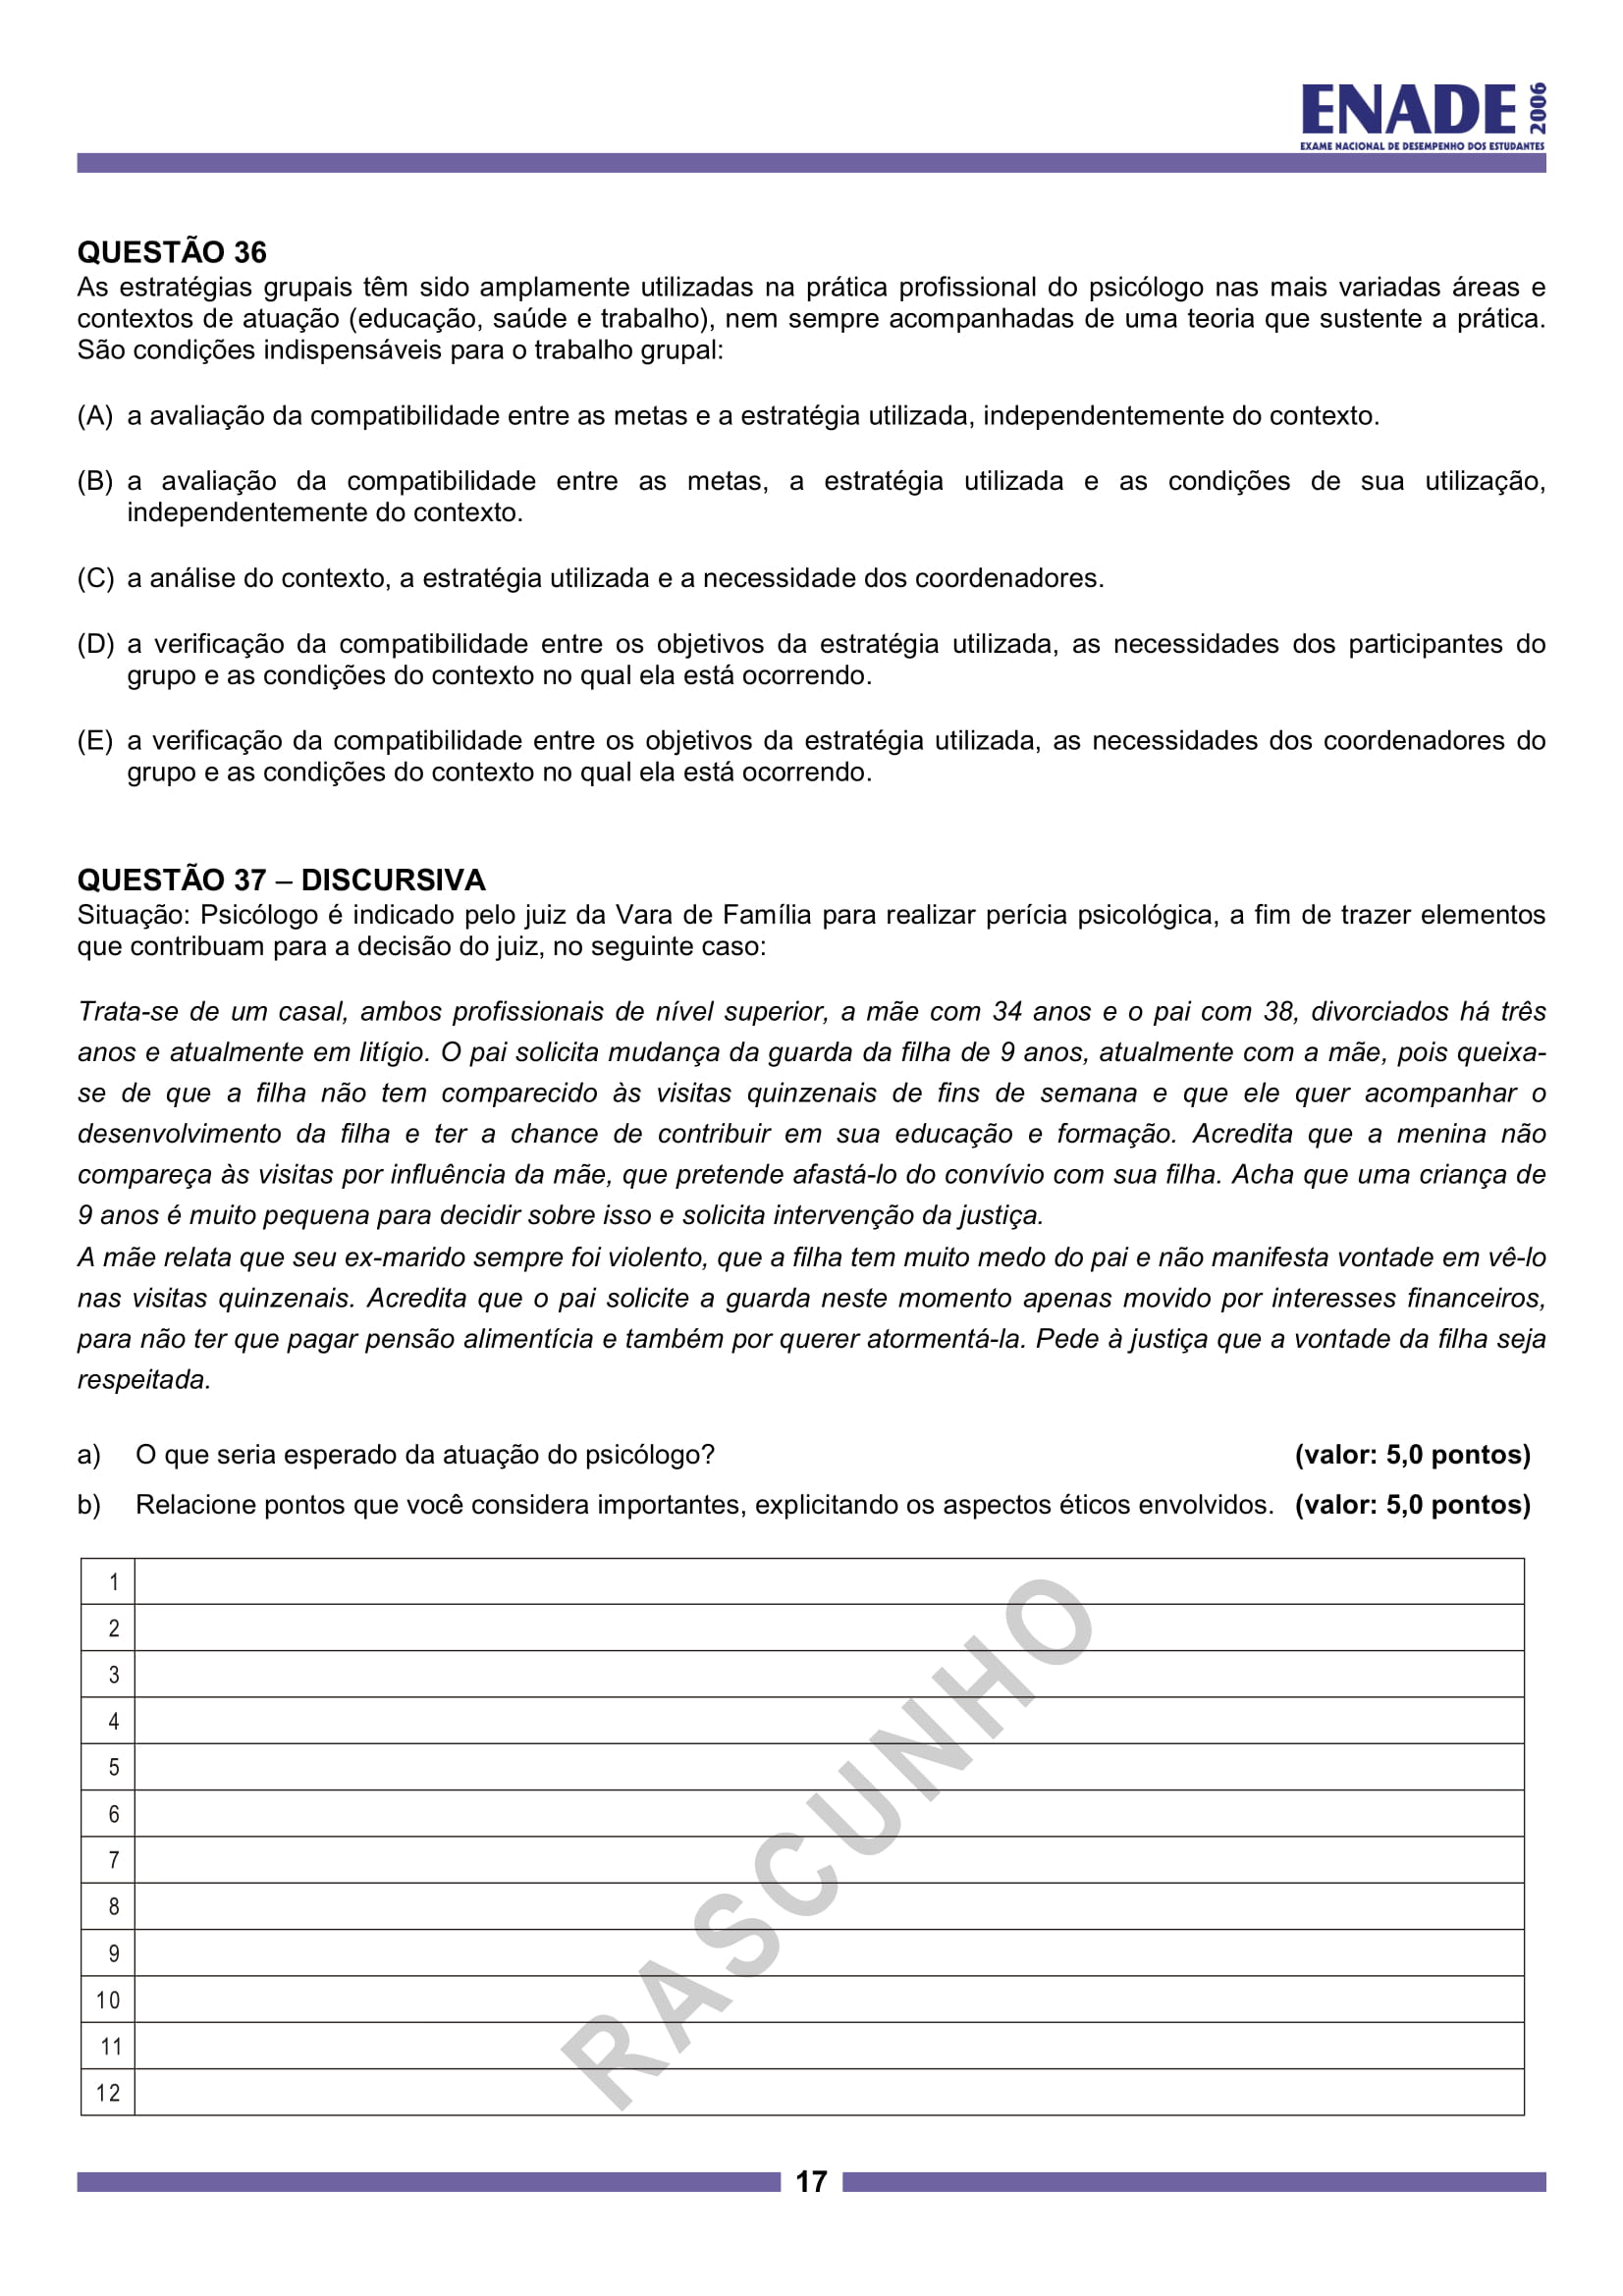 ENADE 2006
EXAME NACIONAL DE DESEMPENHO DOS ESTUDANTES
QUESTÃO 36
As estratégias grupais têm sido amplamente utilizadas na prática profissional do psicólogo nas mais variadas áreas e
contextos de atuação (educação, saúde e trabalho), nem sempre acompanhadas de uma teoria que sustente a prática.
São condições indispensáveis para o trabalho grupal:
(A) a avaliação da compatibilidade entre as metas e a estratégia utilizada, independentemente do contexto.
(B) a avaliação da compatibilidade entre as metas, a estratégia utilizada e as condições de sua utilização,
independentemente do contexto.
(C) a análise do contexto, a estratégia utilizada e a necessidade dos coordenadores.
(D) a verificação da compatibilidade entre os objetivos da estratégia utilizada, as necessidades dos participantes do
grupo e as condições do contexto no qual ela está ocorrendo.
(E) a verificação da compatibilidade entre os objetivos da estratégia utilizada, as necessidades dos coordenadores do
grupo e as condições do contexto no qual ela está ocorrendo.
QUESTÃO 37 – DISCURSIVA
Situação: Psicólogo é indicado pelo juiz da Vara de Família para realizar perícia psicológica, a fim de trazer elementos
que contribuam para a decisão do juiz, no seguinte caso:
Trata-se de um casal, ambos profissionais de nível superior, a mãe com 34 anos e o pai com 38, divorciados há três
anos e atualmente em litígio. O pai solicita mudança da guarda da filha de 9 anos, atualmente com a mãe, pois queixa-
se de que a filha não tem comparecido às visitas quinzenais de fins de semana e que ele quer acompanhar o
desenvolvimento da filha e ter a chance de contribuir em sua educação e formação. Acredita que a menina não
compareça às visitas por influência da mãe, que pretende afastá-lo do convívio com sua filha. Acha que uma criança de
9 anos é muito pequena para decidir sobre isso e solicita intervenção da justiça.
A mãe relata que seu ex-marido sempre foi violento, que a filha tem muito medo do pai e não manifesta vontade em vê-lo
nas visitas quinzenais. Acredita que o pai solicite a guarda neste momento apenas movido por interesses financeiros,
para não ter que pagar pensão alimentícia e também por querer atormentá-la. Pede à justiça que a vontade da filha seja
respeitada.
a) O que seria esperado da atuação do psicólogo? (valor: 5,0 pontos)
b) Relacione pontos que você considera importantes, explicitando os aspectos éticos envolvidos. (valor: 5,0 pontos)
1
2
3
4
5
6
7
8
9
10
11
12
RASCUNHO
17